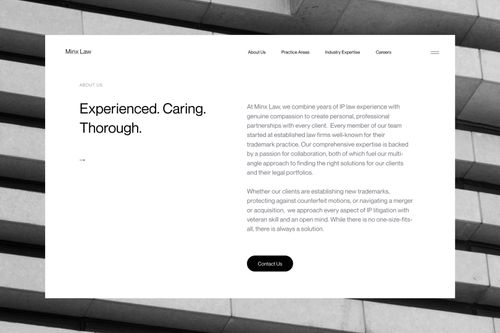 Minx Law
About Us
Practice Areas
Industry Expertise
Careers
ABOUT US
Experienced. Caring.
Thorough.
At Minx Law, we combine years of IP law experience with
genuine compassion to create personal, professional
partnerships with every client. Every member of our team
started at established law firms well-known for their
trademark practice. Our comprehensive expertise is backed
by a passion for collaboration, both of which fuel our multi-
angle approach to finding the right solutions for our clients
and their legal portfolios.
Whether our clients are establishing new trademarks,
protecting against counterfeit motions, or navigating a merger
or acquisition, we approach every aspect of IP litigation with
veteran skill and an open mind. While there is no one-size-fits-
all, there is always a solution.
Contact Us